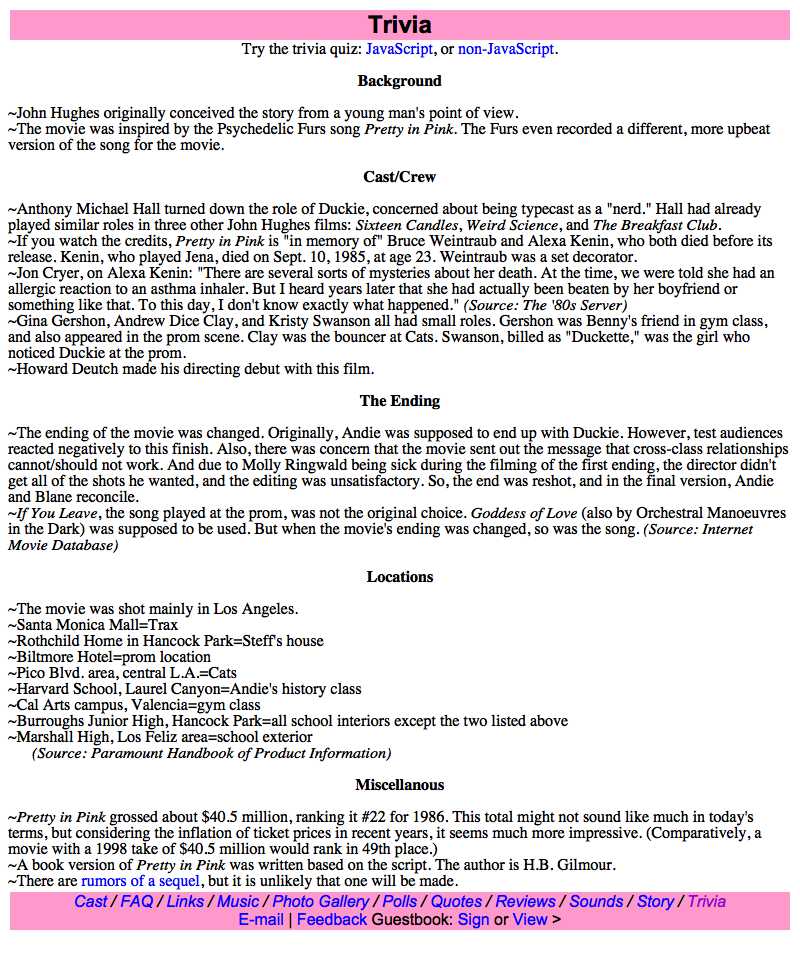 Trivia
Try the trivia quiz: JavaScript, or non-JavaScript.
Background
~John Hughes originally conceived the story from a young man's point of view.
~The movie was inspired by the Psychedelic Furs song Pretty in Pink. The Furs even recorded a different, more upbeat
version of the song for the movie.
Cast/Crew
~Anthony Michael Hall turned down the role of Duckie, concerned about being typecast as a "nerd." Hall had already
played similar roles in three other John Hughes films: Sixteen Candles, Weird Science, and The Breakfast Club.
~If you watch the credits, Pretty in Pink is "in memory of" Bruce Weintraub and Alexa Kenin, who both died before its
release. Kenin, who played Jena, died on Sept. 10, 1985, at age 23. Weintraub was a set decorator.
~Jon Cryer, on Alexa Kenin: "There are several sorts of mysteries about her death. At the time, we were told she had an
allergic reaction to an asthma inhaler. But I heard years later that she had actually been beaten by her boyfriend or
something like that. To this day, I don't know exactly what happened." (Source: The '80s Server)
~Gina Gershon, Andrew Dice Clay, and Kristy Swanson all had small roles. Gershon was Benny's friend in gym class,
and also appeared in the prom scene. Clay was the bouncer at Cats. Swanson, billed as "Duckette," was the girl who
noticed Duckie at the prom.
~Howard Deutch made his directing debut with this film.
The Ending
~The ending of the movie was changed. Originally, Andie was supposed to end up with Duckie. However, test audiences
reacted negatively to this finish. Also, there was concern that the movie sent out the message that cross-class relationships
cannot/should not work. And due to Molly Ringwald being sick during the filming of the first ending, the director didn't
get all of the shots he wanted, and the editing was unsatisfactory. So, the end was reshot, and in the final version, Andie
and Blane reconcile.
~If You Leave, the song played at the prom, was not the original choice. Goddess of Love (also by Orchestral Manoeuvres
in the Dark) was supposed to be used. But when the movie's ending was changed, so was the song. (Source: Internet
Movie Database)
Locations
~The movie was shot mainly in Los Angeles.
~Santa Monica Mall=Trax
~Rothchild Home in Hancock Park=Steff's house
~Biltmore Hotel=prom location
~Pico Blvd. area, central L.A.=Cats
~Harvard School, Laurel Canyon=Andie's history class
~Cal Arts campus, Valencia=gym class
~Burroughs Junior High, Hancock Park=all school interiors except the two listed above
~Marshall High, Los Feliz area=school exterior
(Source: Paramount Handbook of Product Information)
Miscellanous
~Pretty in Pink grossed about $40.5 million, ranking it #22 for 1986. This total might not sound like much in today's
terms, but considering the inflation of ticket prices in recent years, it seems much more impressive. (Comparatively, a
movie with a 1998 take of $40.5 million would rank in 49th place.)
~A book version of Pretty in Pink was written based on the script. The author is H.B. Gilmour.
~There are rumors of a sequel, but it is unlikely that one will be made.
Cast / FAQ / Links / Music / Photo Gallery / Polls / Quotes / Reviews / Sounds / Story / Trivia
E-mail | Feedback Guestbook: Sign or View >